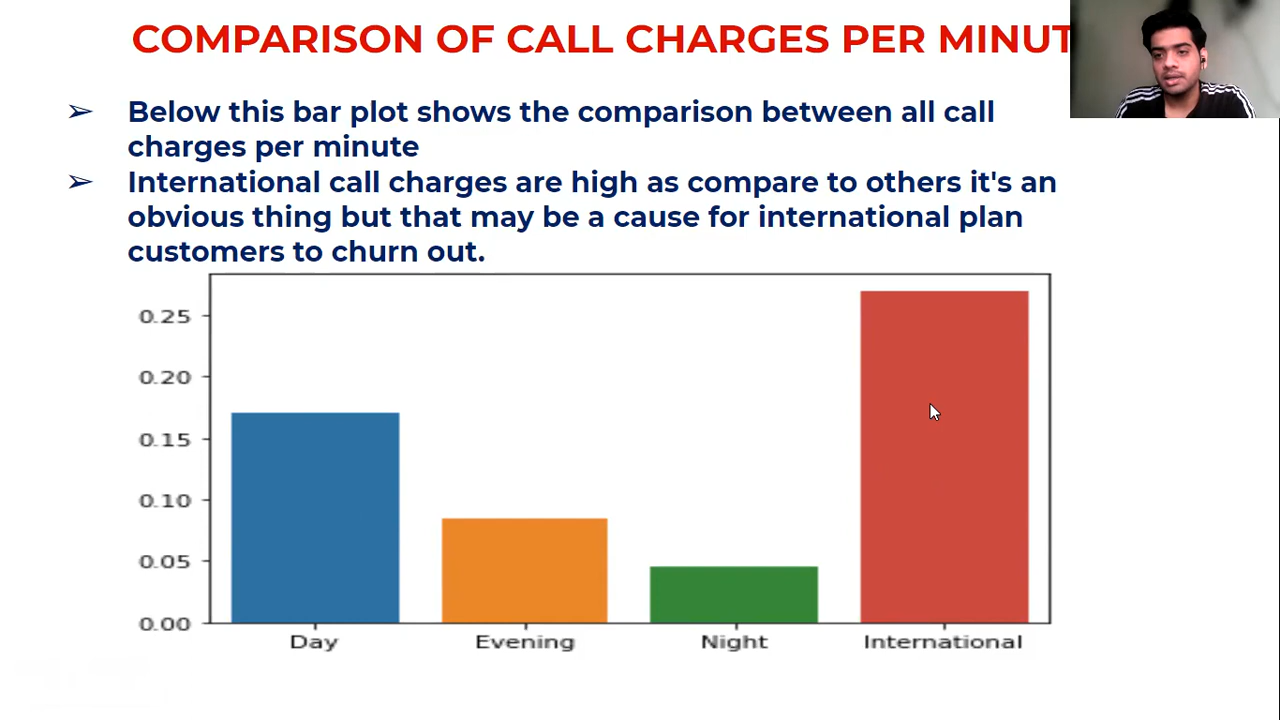 COMPARISON OF CALL CHARGES PER MINUT
➢ Below this bar plot shows the comparison between all call
charges per minute
➢ International call charges are high as compare to others it's an
obvious thing but that may be a cause for international plan
customers to churn out.
0.25
0.20
0.15
0.10
0.05
0.00
Day Evening Night International